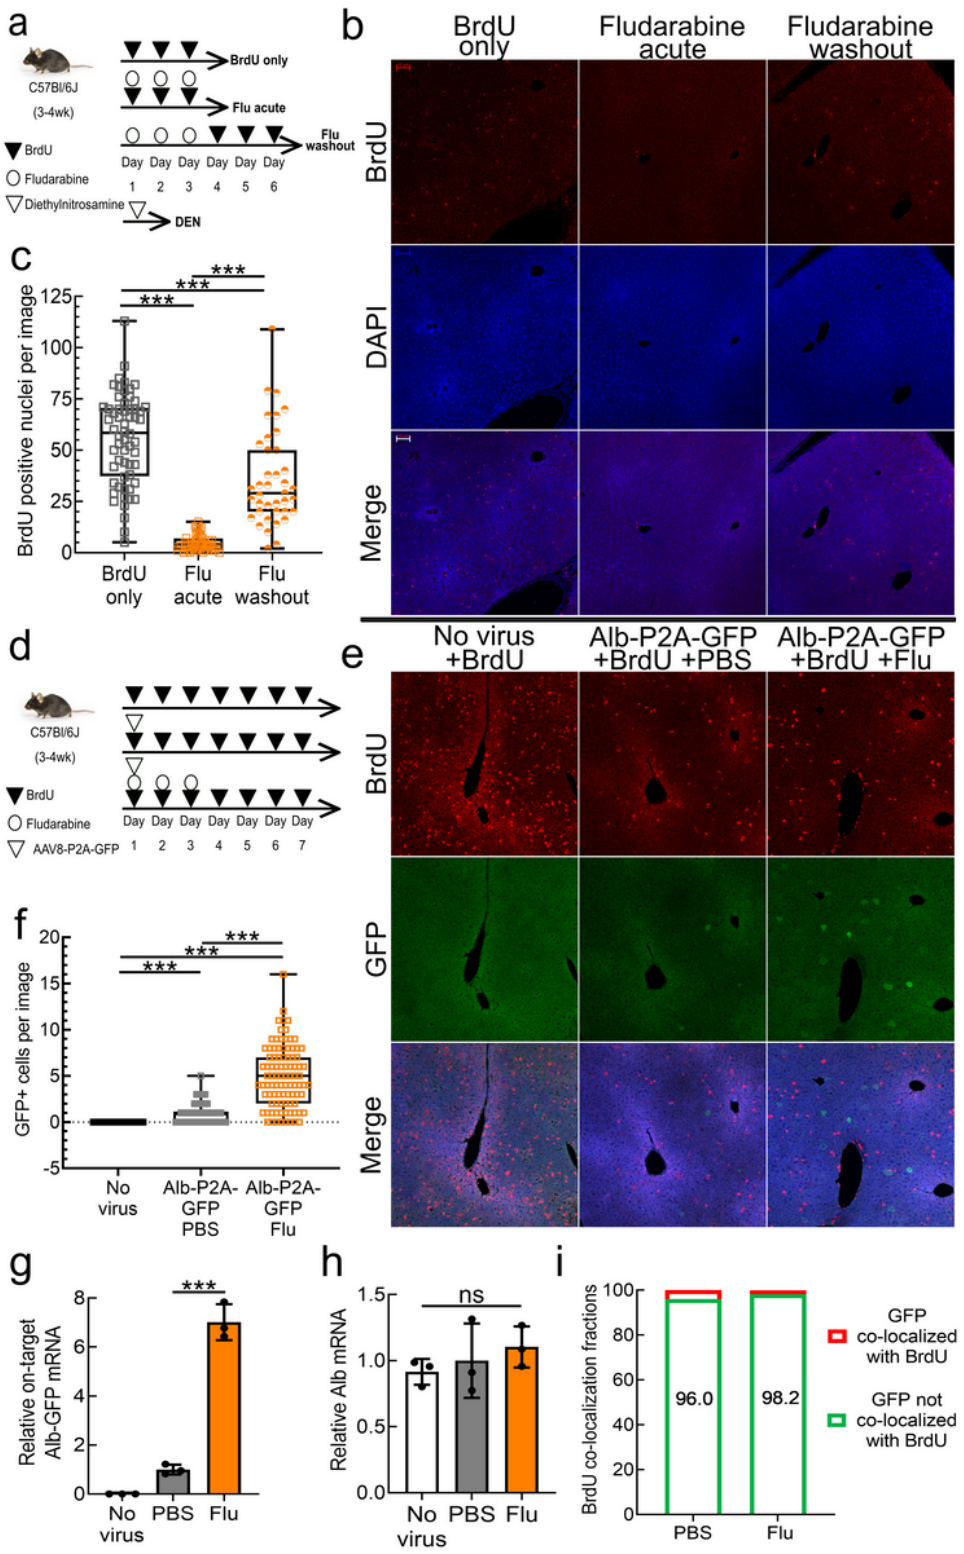 a
C57Bl/6J
(3-4wk)
BrdU
Fludarabine
Diethylnitrosamine
BrdU only
Flu acute
Flu
washout
Day Day Day Day Day Day
1 2 3 4 5 6
DEN
b
BrdU
only
Fludarabine
acute
Fludarabine
washout
BrdU
DAPI
Merge
c
BrdU positive nuclei per image
125
100
75
50
25
0
***
***
***
BrdU
only
Flu
acute
Flu
washout
d
C57Bl/6J
(3-4wk)
BrdU
Fludarabine
AAV8-P2A-GFP
Day Day Day Day Day Day Day
1 2 3 4 5 6 7
e
No virus
+BrdU
Alb-P2A-GFP
+BrdU +PBS
Alb-P2A-GFP
+BrdU +Flu
BrdU
GFP
Merge
f
GFP+ cells per image
20
15
10
5
0
-5
***
***
***
No
virus
Alb-P2A-
GFP
PBS
Alb-P2A-
GFP
Flu
g
Relative on-target
Alb-GFP mRNA
8
6
4
2
0
***
No
virus
PBS
Flu
h
Relative Alb mRNA
1.5
1.0
0.5
0.0
ns
No
virus
PBS
Flu
i
BrdU co-localization fractions
100
80
60
40
20
0
96.0
98.2
PBS
Flu
GFP
co-localized
with BrdU
GFP not
co-localized
with BrdU